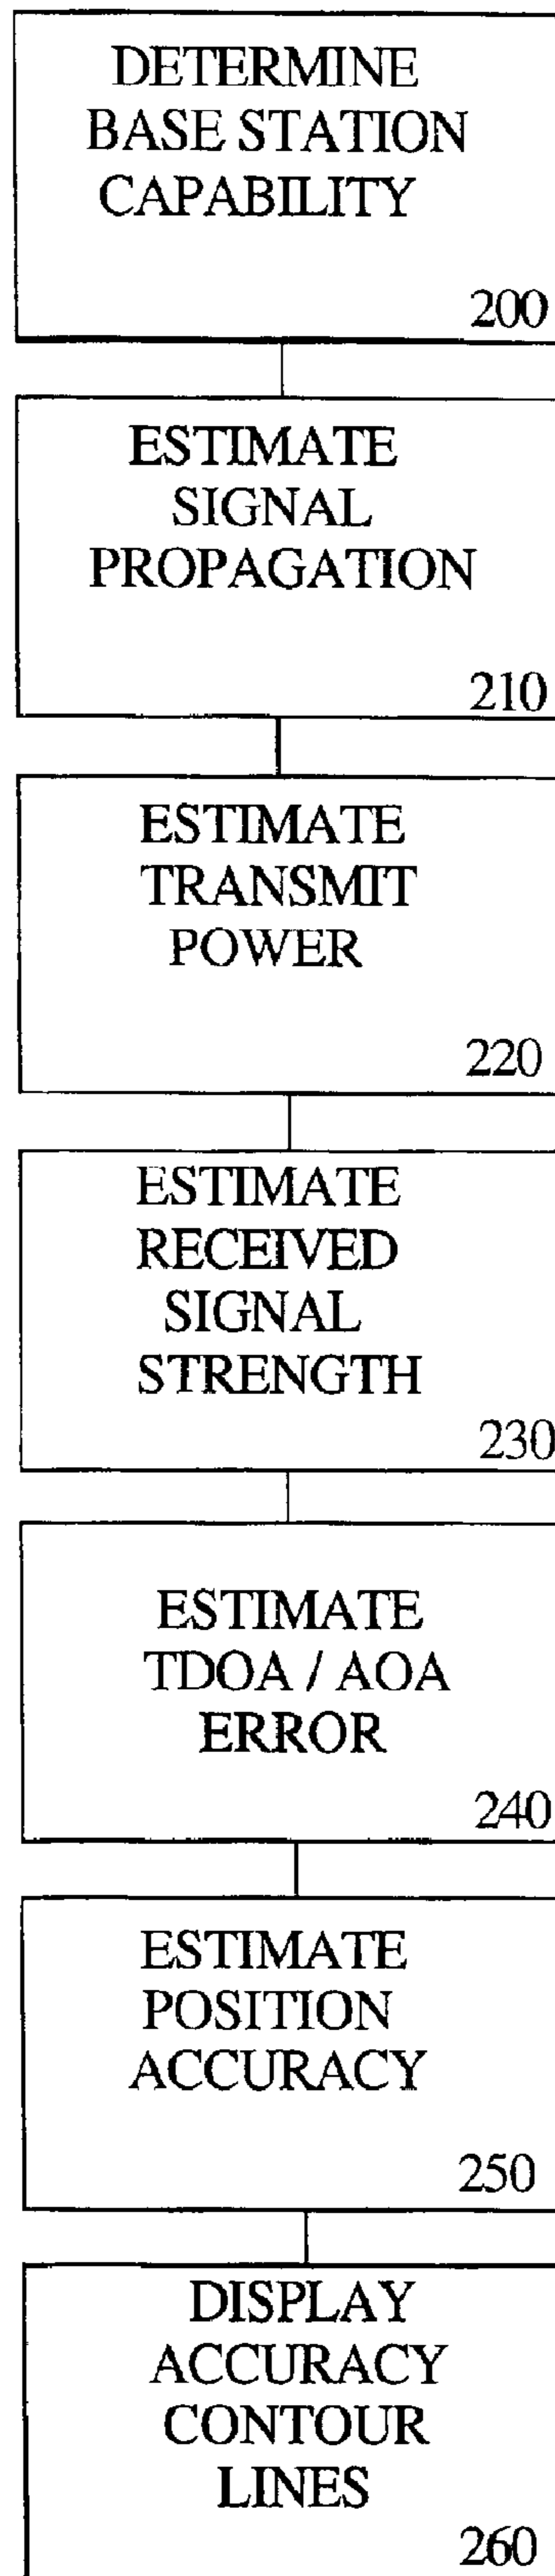 DETERMINE
BASE STATION
CAPABILITY
200
ESTIMATE
SIGNAL
PROPAGATION
210
ESTIMATE
TRANSMIT
POWER
220
ESTIMATE
RECEIVED
SIGNAL
STRENGTH
230
ESTIMATE
TDOA / AOA
ERROR
240
ESTIMATE
POSITION
ACCURACY
250
DISPLAY
ACCURACY
CONTOUR
LINES
260